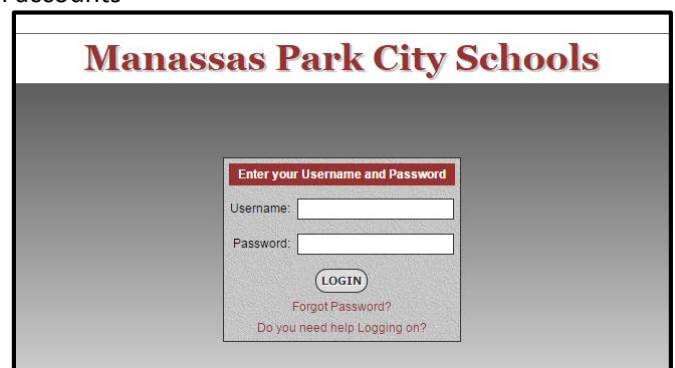 accounts
Manassas Park City Schools
Enter your Username and Password
Username:
Password:
LOGIN
Forgot Password?
Do you need help Logging on?